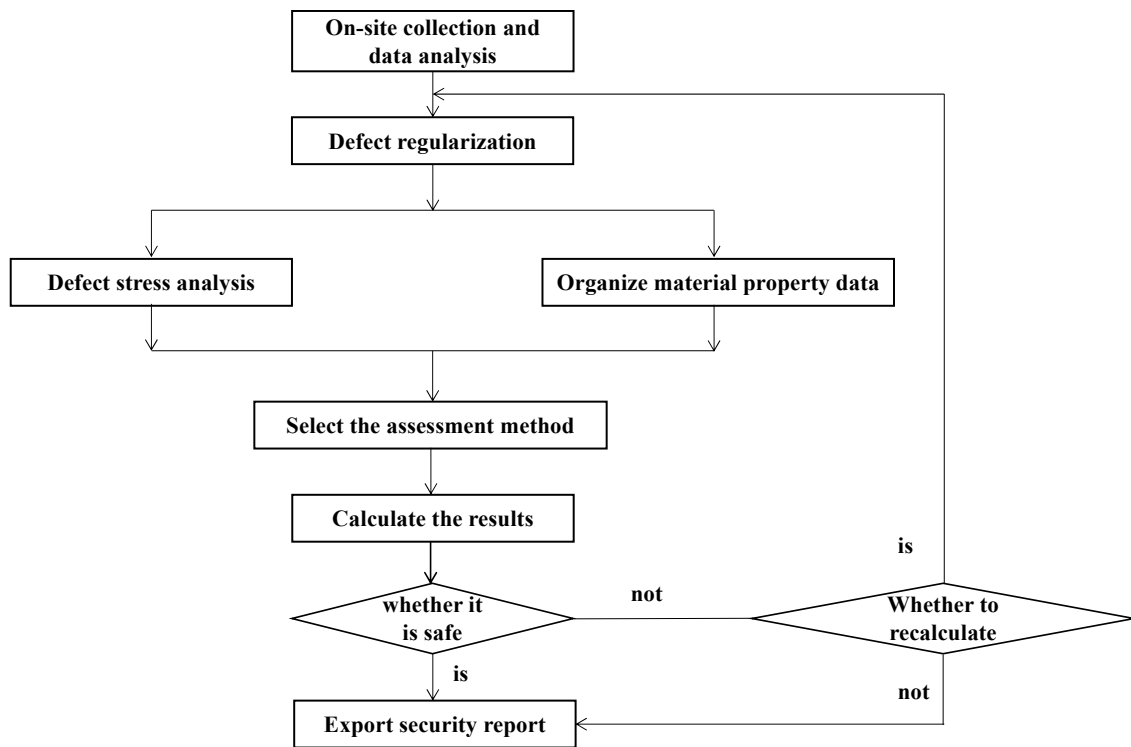 On-site collection and
data analysis
Defect regularization
Defect stress analysis
Organize material property data
Select the assessment method
Calculate the results
is
not
whether it
is safe
Whether to
recalculate
is
not
Export security report